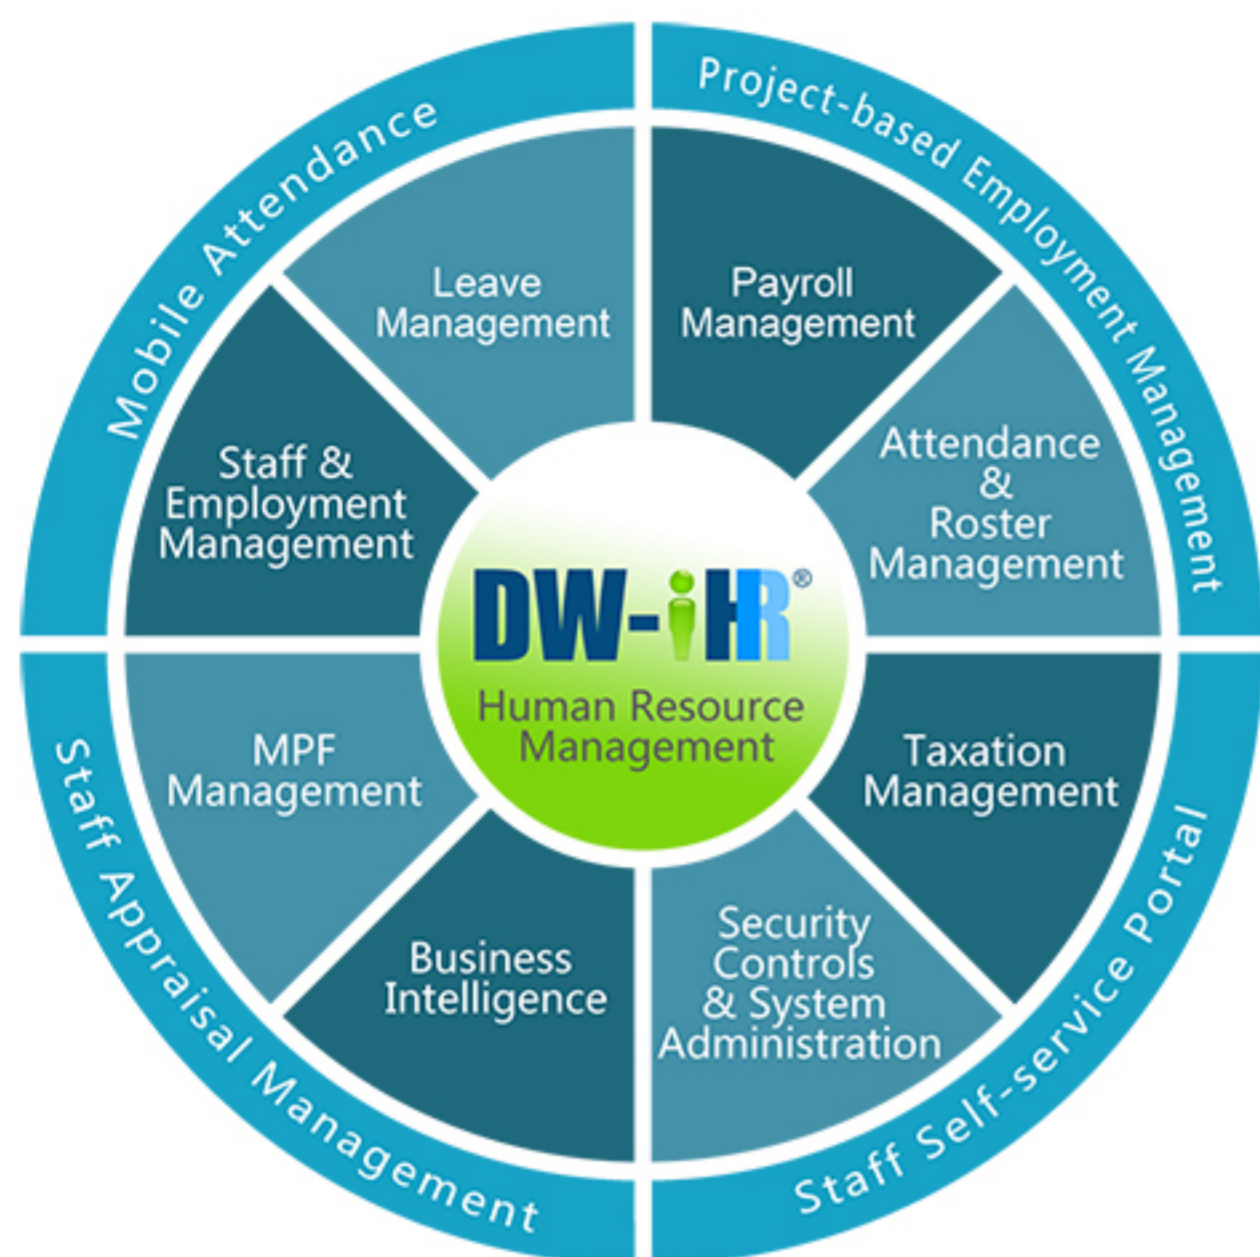 Mobile Attendance
Project-based Employment Management
Leave
Management
Payroll
Management
Staff &
Employment
Management
Attendance
&
Roster
Management
DW-iHR®
Human Resource
Management
MPF
Management
Taxation
Management
Business
Intelligence
Security
Controls
& System
Administration
Staff Appraisal Management
Staff Self-service Portal